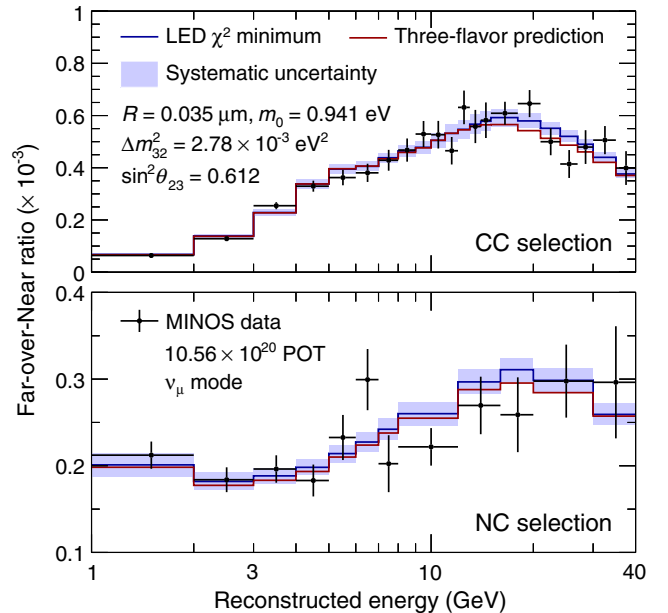 LED χ² minimum
Three-flavor prediction
Systematic uncertainty
R = 0.035 μm, m₀ = 0.941 eV
Δm²₃₂ = 2.78 × 10⁻³ eV²
sin²θ₂₃ = 0.612
CC selection
1
0.8
0.6
0.4
0.2
0
Far-over-Near ratio (× 10⁻³)
MINOS data
10.56 × 10²⁰ POT
νμ mode
NC selection
0.4
0.3
0.2
0.1
1 3 10 20 40
Reconstructed energy (GeV)